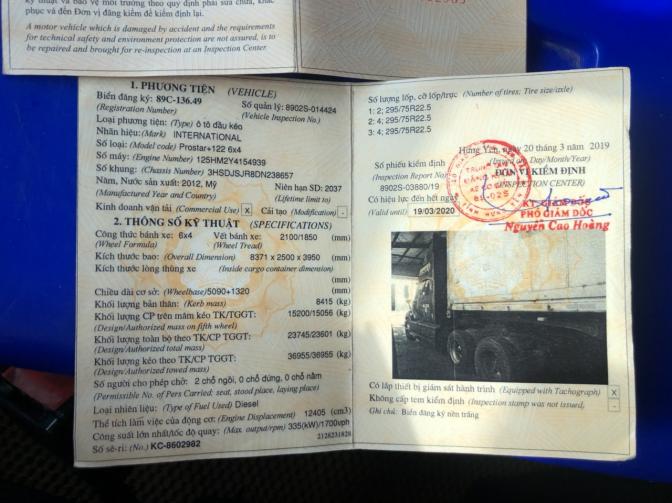 kỹ thuật và bảo vệ môi trường theo quy định phải sửa chữa, khắc
phục và đến Đơn vị đăng kiểm để kiểm định lại.
A motor vehicle which is damaged by accident and the requirements
for technical safety and environment protection are not assured, is to
be repaired and brought for re-inspection at an Inspection Center.
1. PHƯƠNG TIỆN (VEHICLE)
Biển đăng ký: 89C-136.49 Số quản lý: 8902S-014424
(Registration Number) (Vehicle Inspection No.)
Loại phương tiện: (Type) ô tô đầu kéo
Nhãn hiệu: (Mark) INTERNATIONAL
Số loại: (Model code) Prostar+122 6x4
Số máy: (Engine Number) 125HM2Y4154939
Số khung: (Chassis Number) 3HSDJSJR8DN238657
Năm, Nước sản xuất: 2012, Mỹ Niên hạn SD: 2037
(Manufactured Year and Country) (Lifetime limit to)
Kinh doanh vận tải (Commercial Use) X Cải tạo (Modification) -
2. THÔNG SỐ KỸ THUẬT (SPECIFICATIONS)
Công thức bánh xe: 6x4 Vết bánh xe: 2100/1850 (mm)
(Wheel Formula) (Wheel Tread)
Kích thước bao: (Overall Dimension) 8371 x 2500 x 3950 (mm)
Kích thước lòng thùng xe (Inside cargo container dimension)
(mm)
Chiều dài cơ sở: (Wheelbase) 5090+1320 (mm)
Khối lượng bản thân: (Kerb mass) 8415 (kg)
Khối lượng CP trên mâm kéo TK/TGGT: 15200/15056 (kg)
(Design/Authorized mass on fifth wheel)
Khối lượng toàn bộ theo TK/CP TGGT: 23745/23601 (kg)
(Design/Authorized total mass)
Khối lượng kéo theo TK/CP TGGT: 36955/36955 (kg)
(Design/Authorized towed mass)
Số người cho phép chở: 2 chỗ ngồi, 0 chỗ đứng, 0 chỗ nằm
(Permissible No. of Pers Carried: seat, stood place, laying place)
Loại nhiên liệu: (Type of Fuel Used) Diesel
Thể tích làm việc của động cơ: (Engine Displacement) 12405 (cm3)
Công suất lớn nhất/tốc độ quay: (Max. output/rpm) 335(kW)/1700vph
Số sê-ri: (No.) KC-8602982 2128231828
Số lượng lốp, cỡ lốp/trục (Number of tires; Tire size/axle)
1: 2; 295/75R22.5
2: 4; 295/75R22.5
3: 4; 295/75R22.5
Hưng Yên, ngày 20 tháng 3 năm 2019
(Issued on: Day/Month/Year)
Số phiếu kiểm định ĐƠN VỊ KIỂM ĐỊNH
(Inspection Report No) (INSPECTION CENTER)
8902S-03880/19
Có hiệu lực đến hết ngày
(Valid until) 19/03/2020
KT. GIÁM ĐỐC
PHÓ GIÁM ĐỐC
Nguyễn Cao Hoàng
Có lắp thiết bị giám sát hành trình (Equipped with Tachograph) X
Không cấp tem kiểm định (Inspection stamp was not issued) -
Ghi chú: Biển đăng ký nền trắng